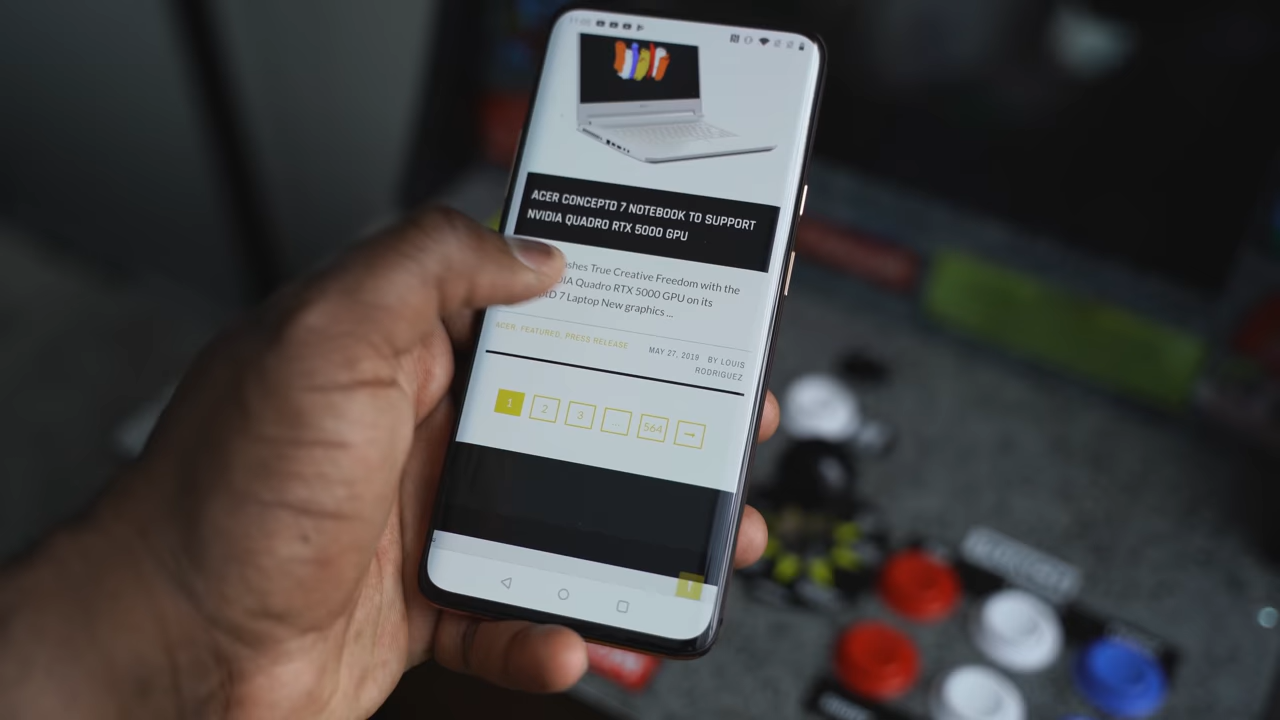 ACER CONCEPTD 7 NOTEBOOK TO SUPPORT
NVIDIA QUADRO RTX 5000 GPU
True Creative Freedom with the
Quadro RTX 5000 GPU on its
7 Laptop New graphics ...
ACER, FEATURED, PRESS RELEASE
MAY 27, 2019 BY LOUIS
RODRIGUEZ
1 2 3 ... 564 →